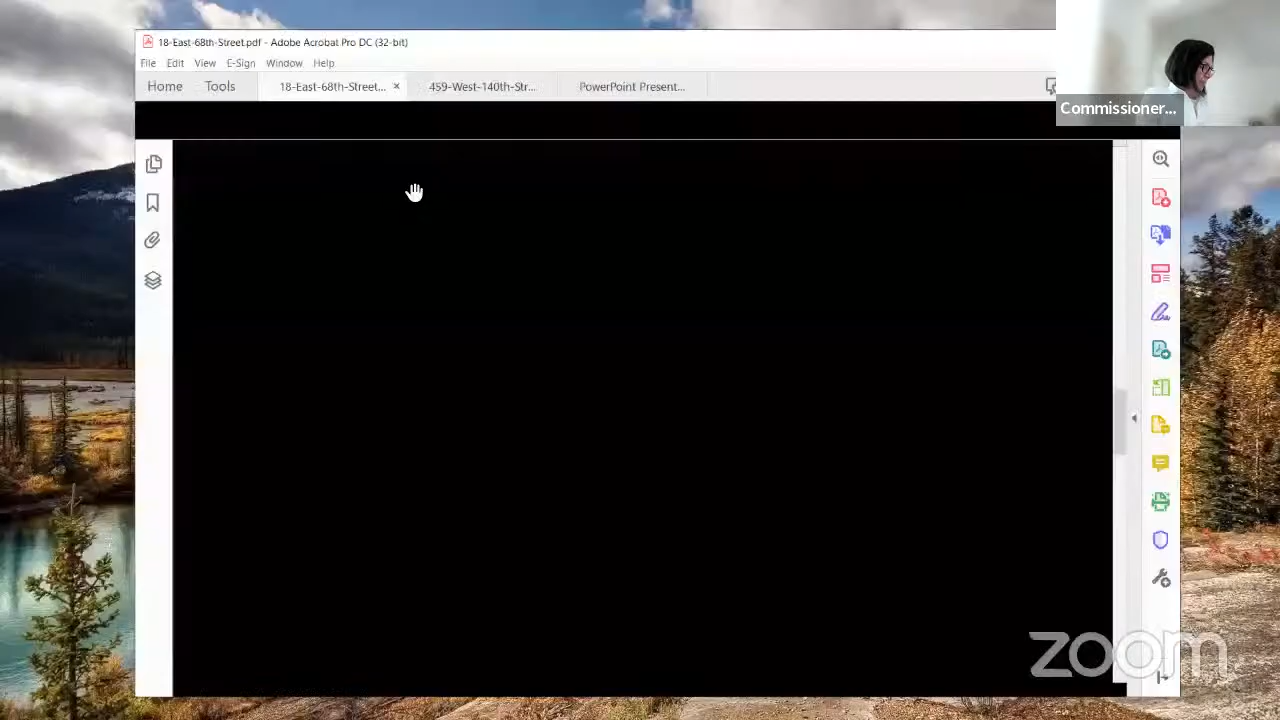 18-East-68th-Street.pdf - Adobe Acrobat Pro DC (32-bit)
File Edit View E-Sign Window Help
Home Tools 18-East-68th-Street... × 459-West-140th-Str... PowerPoint Present...
Commissioner...
zoom